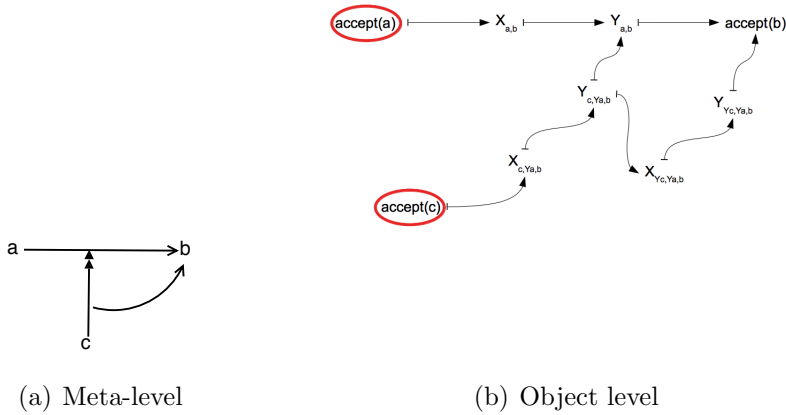 accept(a) X a,b Y a,b accept(b)
Y c,Ya,b Y Yc,Ya,b
X c,Ya,b X Yc,Ya,b
accept(c)
a b
c
(a) Meta-level (b) Object level